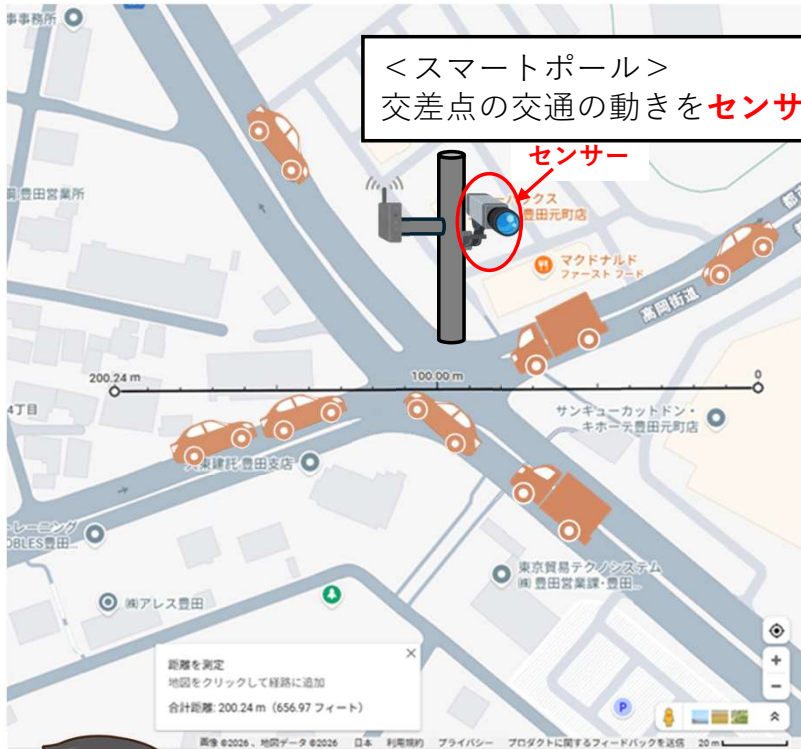 事事務所
<スマートポール>
交差点の交通の動きをセンサ
センサー
豊田営業所
ックス
豊田元町店
マクドナルド
ファースト フード
高岡街道
200.24 m
100.00 m
0
4丁目
サンキューカットドン・
キホーテ豊田元町店
大東建託 豊田支店
トレーニング
OBLES豊田...
東京貿易テクノシステム
㈱ 豊田営業課・豊田...
㈱アレス豊田
距離を測定
地図をクリックして経路に追加
合計距離: 200.24 m（656.97 フィート）
P
画像 ©2026、地図データ ©2026 日本 利用規約 プライバシー プロダクトに関するフィードバックを送信 20 m